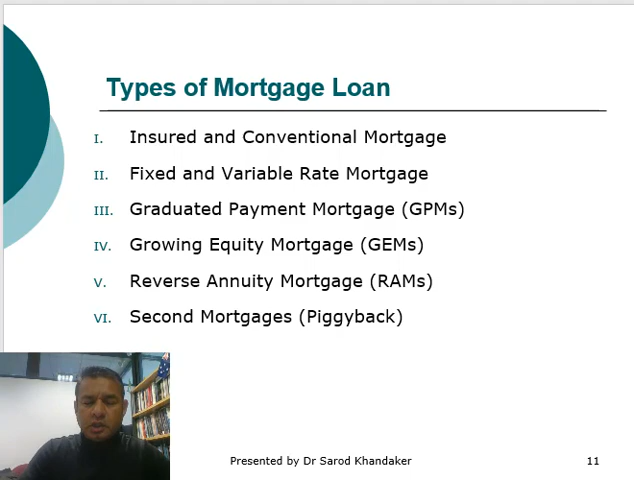 Types of Mortgage Loan
I. Insured and Conventional Mortgage
II. Fixed and Variable Rate Mortgage
III. Graduated Payment Mortgage (GPMs)
IV. Growing Equity Mortgage (GEMs)
V. Reverse Annuity Mortgage (RAMs)
VI. Second Mortgages (Piggyback)
Presented by Dr Sarod Khandaker
11